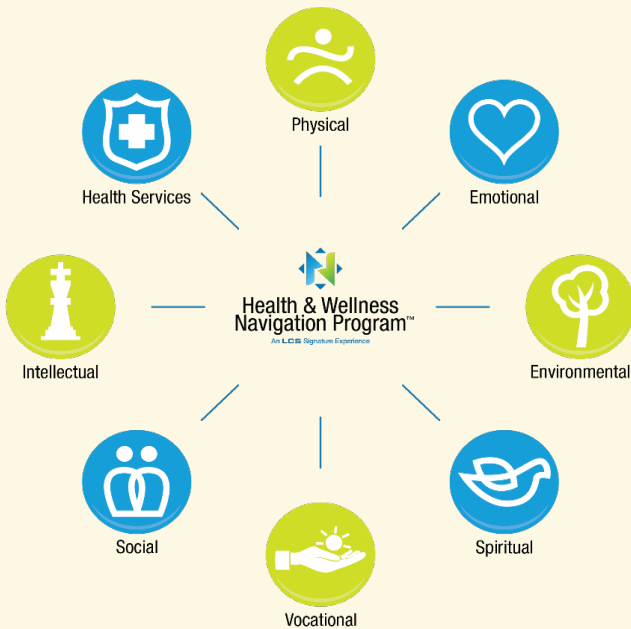 Physical
Health Services
Emotional
Health & Wellness
Navigation Program™
An LCS Signature Experience
Intellectual
Environmental
Social
Spiritual
Vocational